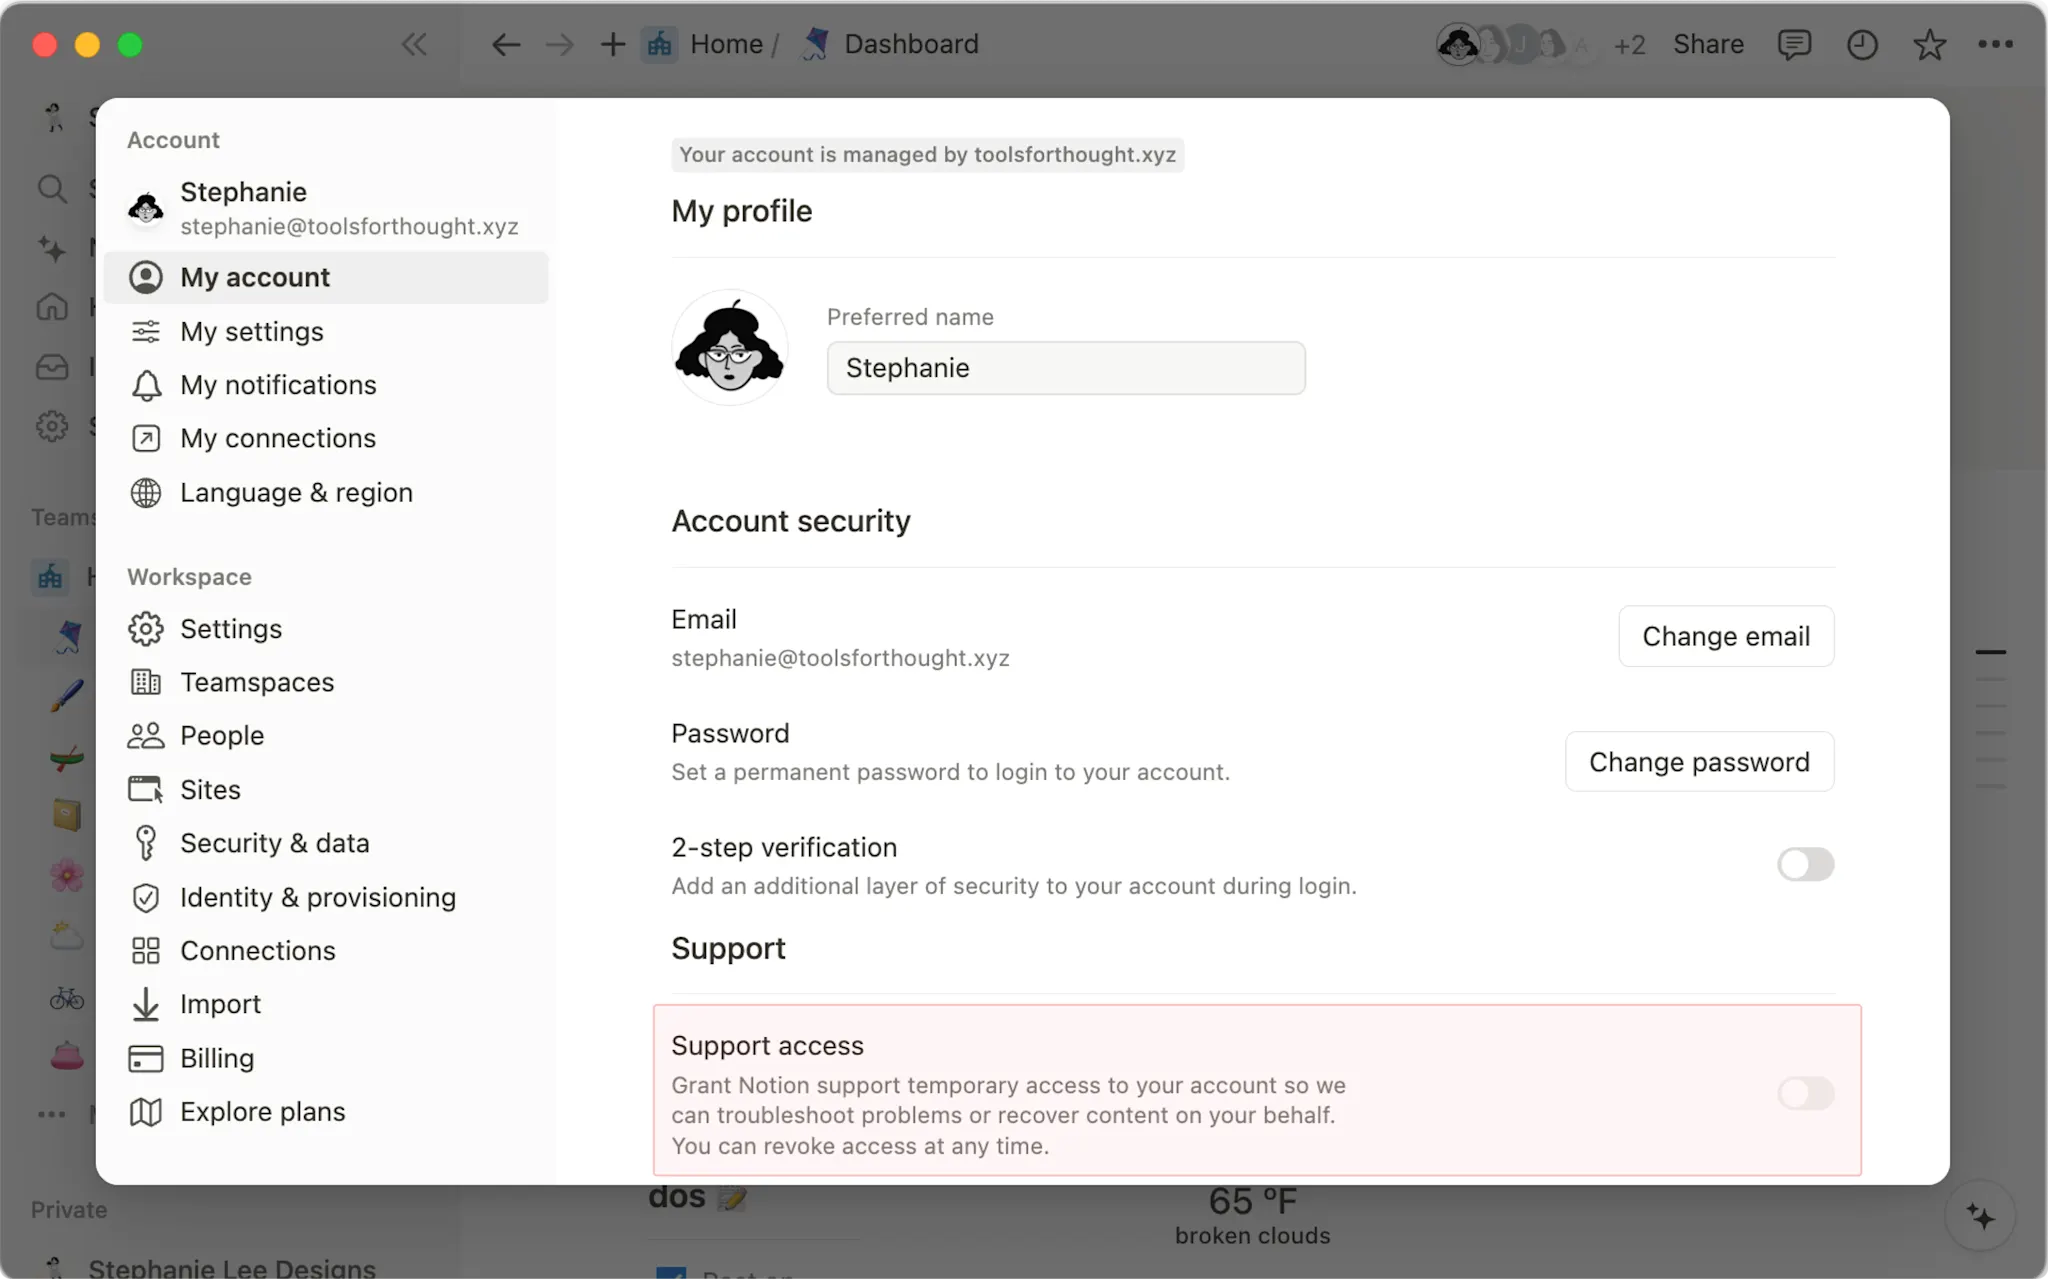 Home / Dashboard
+2 Share
Account
Stephanie
stephanie@toolsforthought.xyz
My account
My settings
My notifications
My connections
Language & region
Workspace
Settings
Teamspaces
People
Sites
Security & data
Identity & provisioning
Connections
Import
Billing
Explore plans
Your account is managed by toolsforthought.xyz
My profile
Preferred name
Stephanie
Account security
Email
stephanie@toolsforthought.xyz
Change email
Password
Set a permanent password to login to your account.
Change password
2-step verification
Add an additional layer of security to your account during login.
Support
Support access
Grant Notion support temporary access to your account so we
can troubleshoot problems or recover content on your behalf.
You can revoke access at any time.
Teams
Private
Stephanie Lee Designs
dos
65 °F
broken clouds